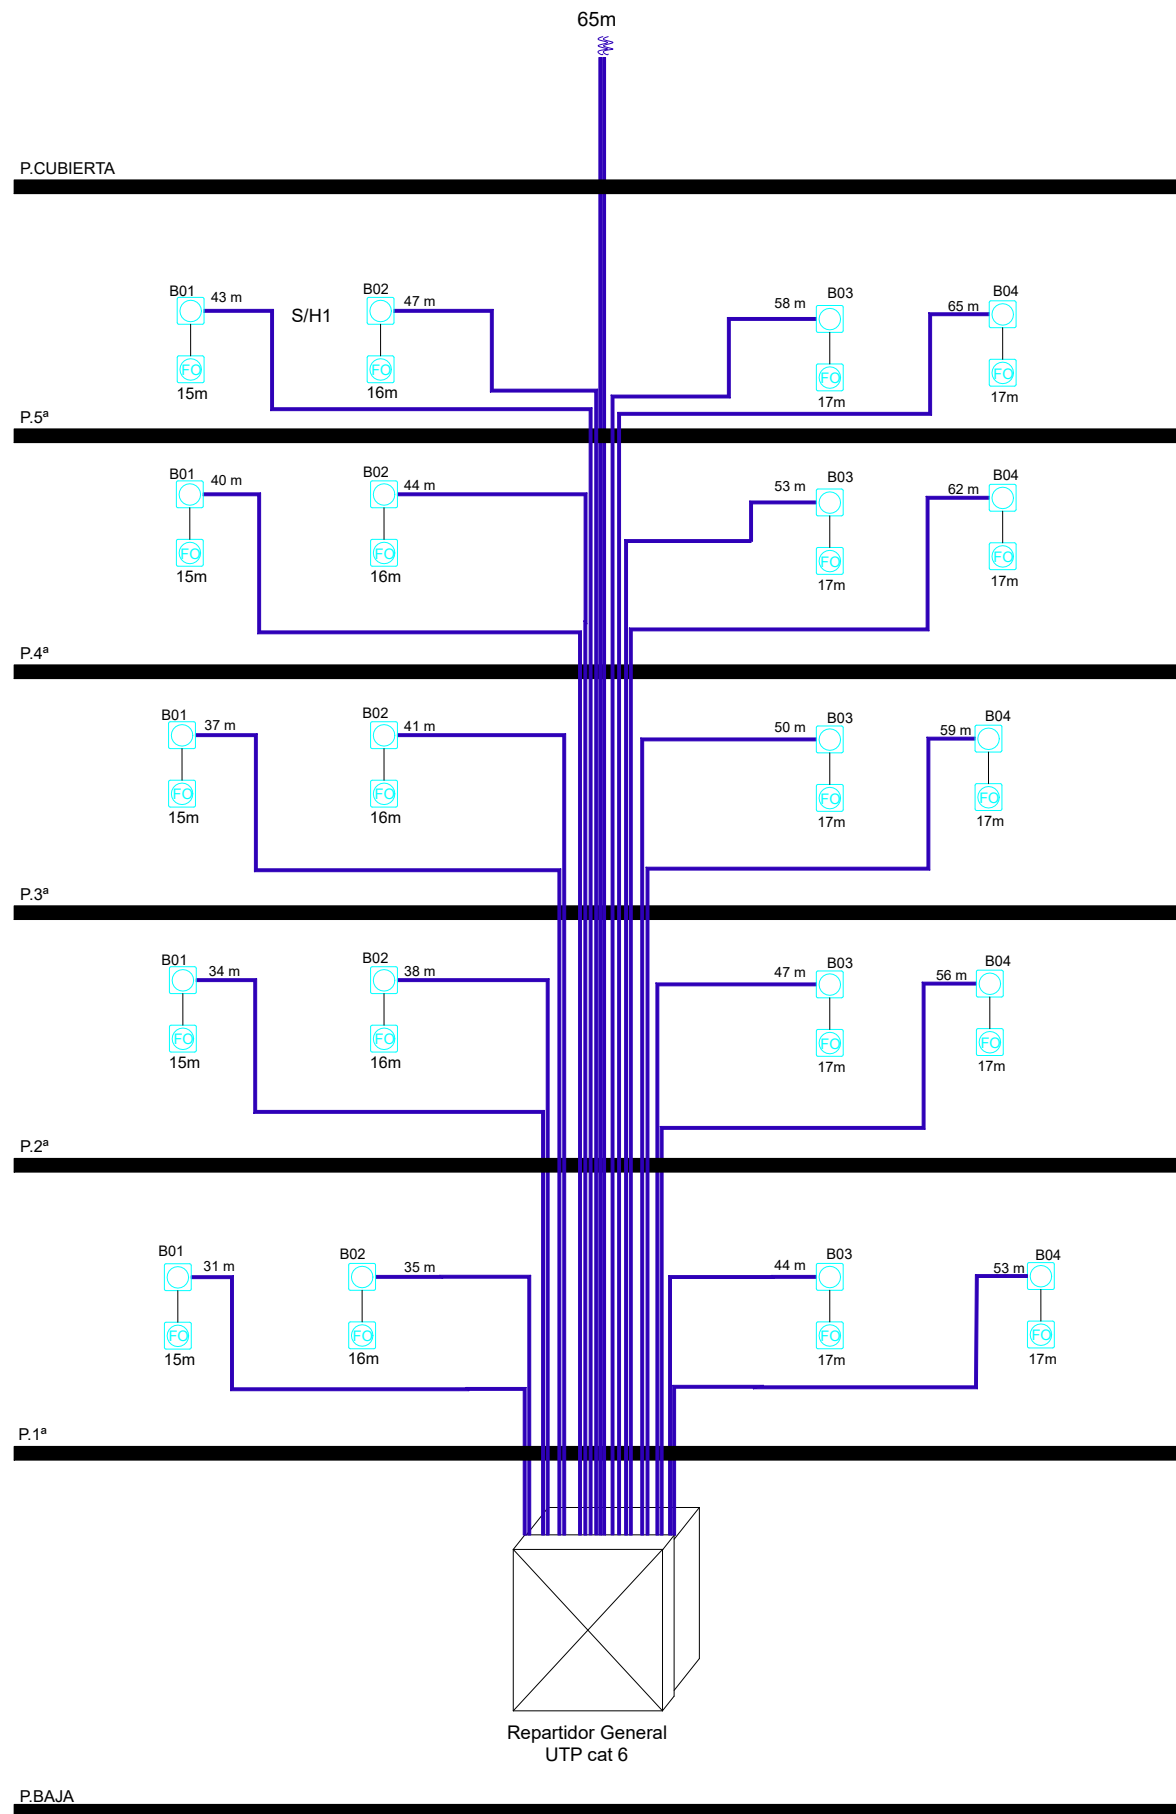 65m
P.CUBIERTA
B01 43 m S/H1 B02 47 m 58 m B03 65 m B04
FO FO FO FO
15m 16m 17m 17m
P.5ª
B01 40 m B02 44 m 53 m B03 62 m B04
FO FO FO FO
15m 16m 17m 17m
P.4ª
B01 37 m B02 41 m 50 m B03 59 m B04
FO FO FO FO
15m 16m 17m 17m
P.3ª
B01 34 m B02 38 m 47 m B03 56 m B04
FO FO FO FO
15m 16m 17m 17m
P.2ª
B01 31 m B02 35 m 44 m B03 53 m B04
FO FO FO FO
15m 16m 17m 17m
P.1ª
Repartidor General
UTP cat 6
P.BAJA